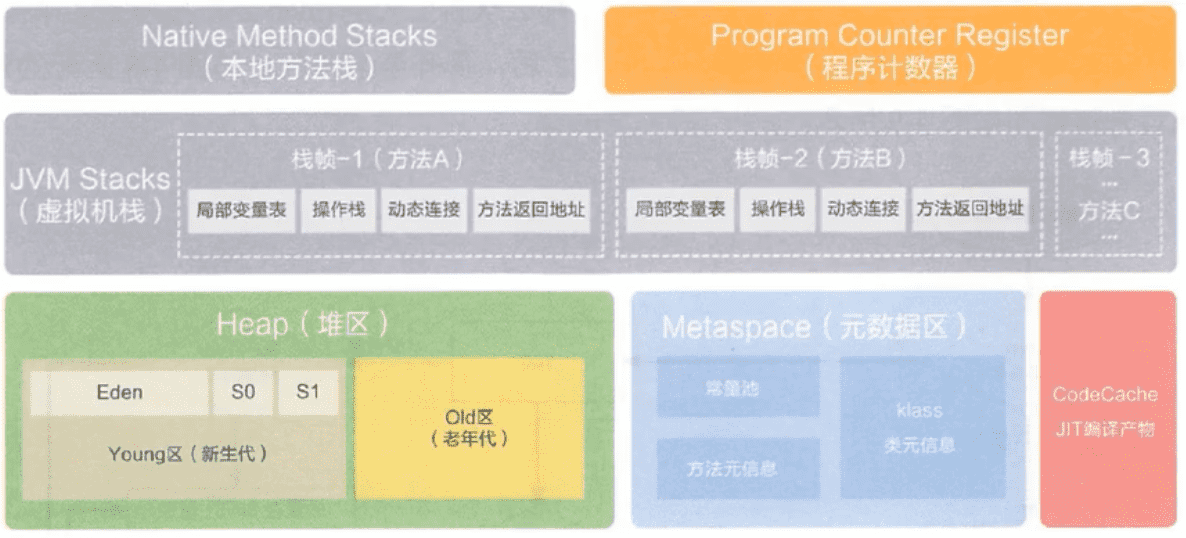 Native Method Stacks
（本地方法栈）
Program Counter Register
（程序计数器）
JVM Stacks
（虚拟机栈）
栈帧-1（方法A）
局部变量表
操作栈
动态连接
方法返回地址
栈帧-2（方法B）
局部变量表
操作栈
动态连接
方法返回地址
栈帧-3
...
方法C
...
Heap（堆区）
Eden
S0
S1
Young区（新生代）
Old区
（老年代）
Metaspace（元数据区）
常量池
方法元信息
klass
类元信息
CodeCache
JIT编译产物